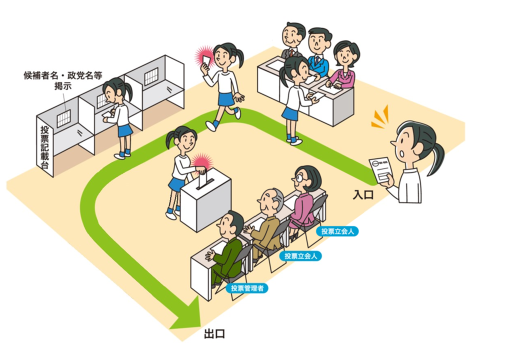 候補者名・政党名等
掲示
投票記載台
入口
投票立会人
投票立会人
投票管理者
出口